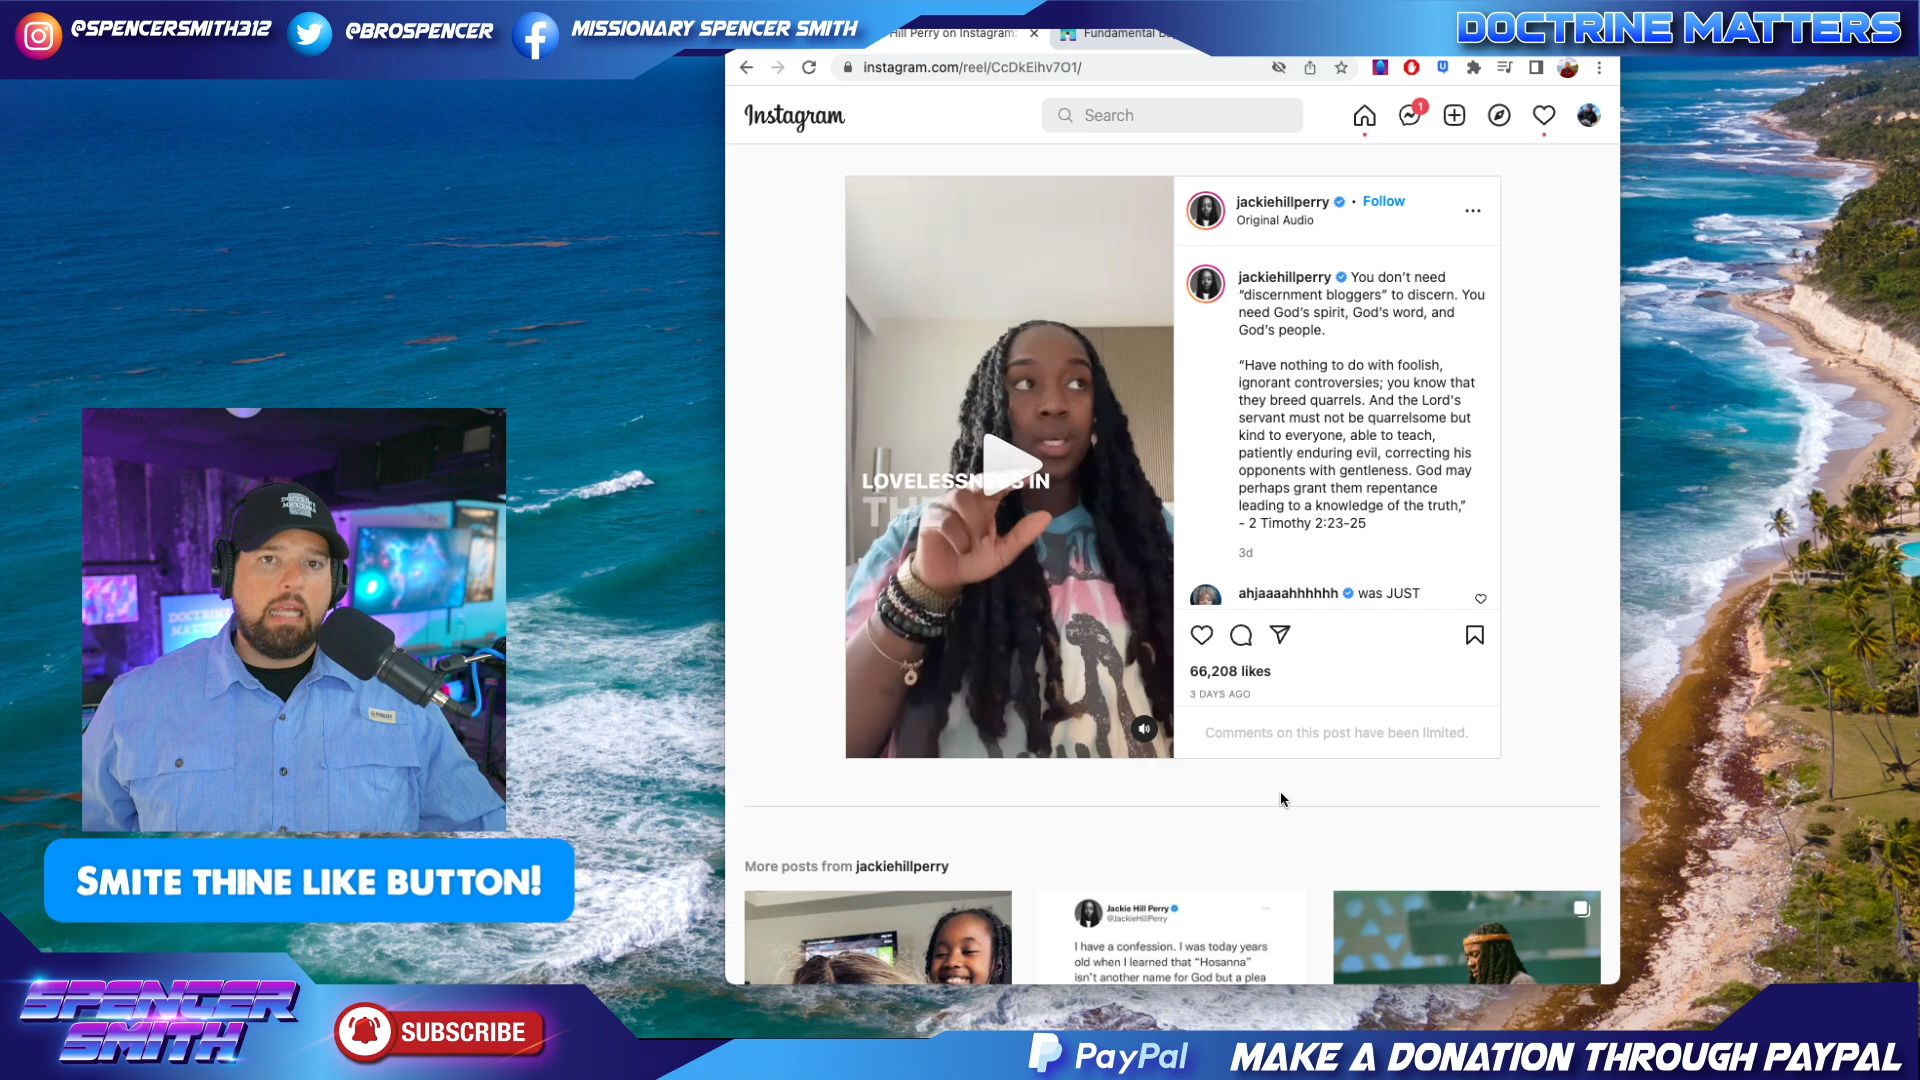 @SPENCERSMITH312
@BROSPENCER
MISSIONARY SPENCER SMITH
DOCTRINE MATTERS
Hill Perry on Instagram:
Fundamental
instagram.com/reel/CcDkEihv7O1/
Instagram
Search
1
jackiehillperry • Follow
Original Audio
jackiehillperry You don't need
“discernment bloggers” to discern. You
need God's spirit, God's word, and
God's people.
“Have nothing to do with foolish,
ignorant controversies; you know that
they breed quarrels. And the Lord's
servant must not be quarrelsome but
kind to everyone, able to teach,
patiently enduring evil, correcting his
opponents with gentleness. God may
perhaps grant them repentance
leading to a knowledge of the truth,”
- 2 Timothy 2:23-25
3d
ahjaaaahhhhhh was JUST
LOVELESSNESS IN
THE
66,208 likes
3 DAYS AGO
Comments on this post have been limited.
More posts from jackiehillperry
Jackie Hill Perry
@JackieHillPerry
I have a confession. I was today years
old when I learned that “Hosanna”
isn't another name for God but a plea
DOCTRINE
SMITE THINE LIKE BUTTON!
SPENCER
SMITH
SUBSCRIBE
PayPal
MAKE A DONATION THROUGH PAYPAL